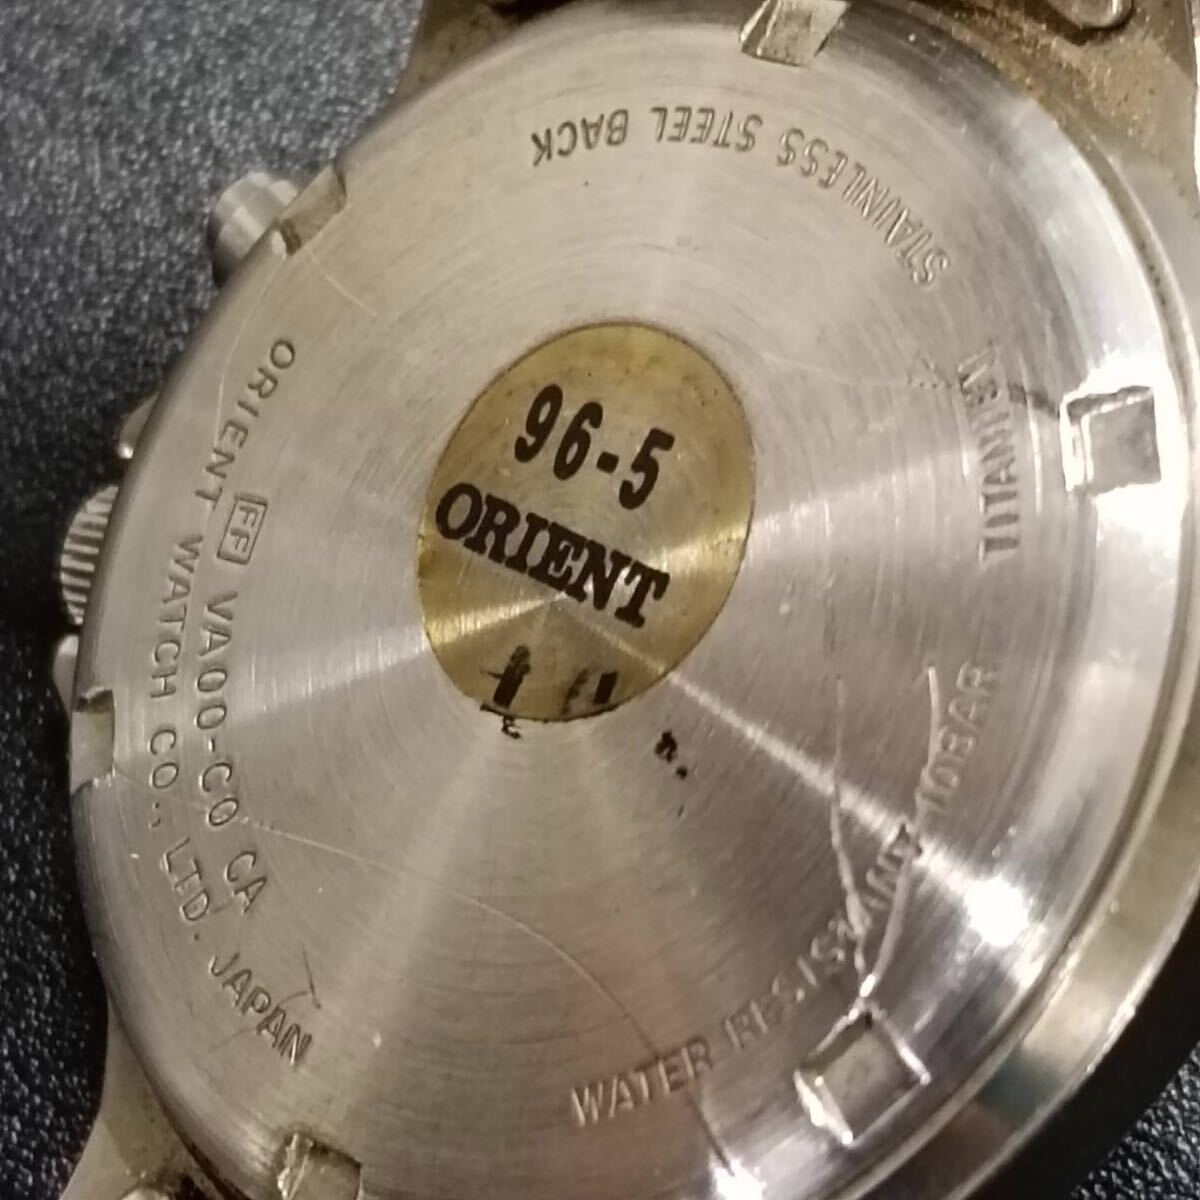 STAINLESS STEEL BACK
TITANIUM
WATER RESISTANT 10BAR
96-5
ORIENT
FF VA00-C0 CA
ORIENT WATCH CO., LTD. JAPAN